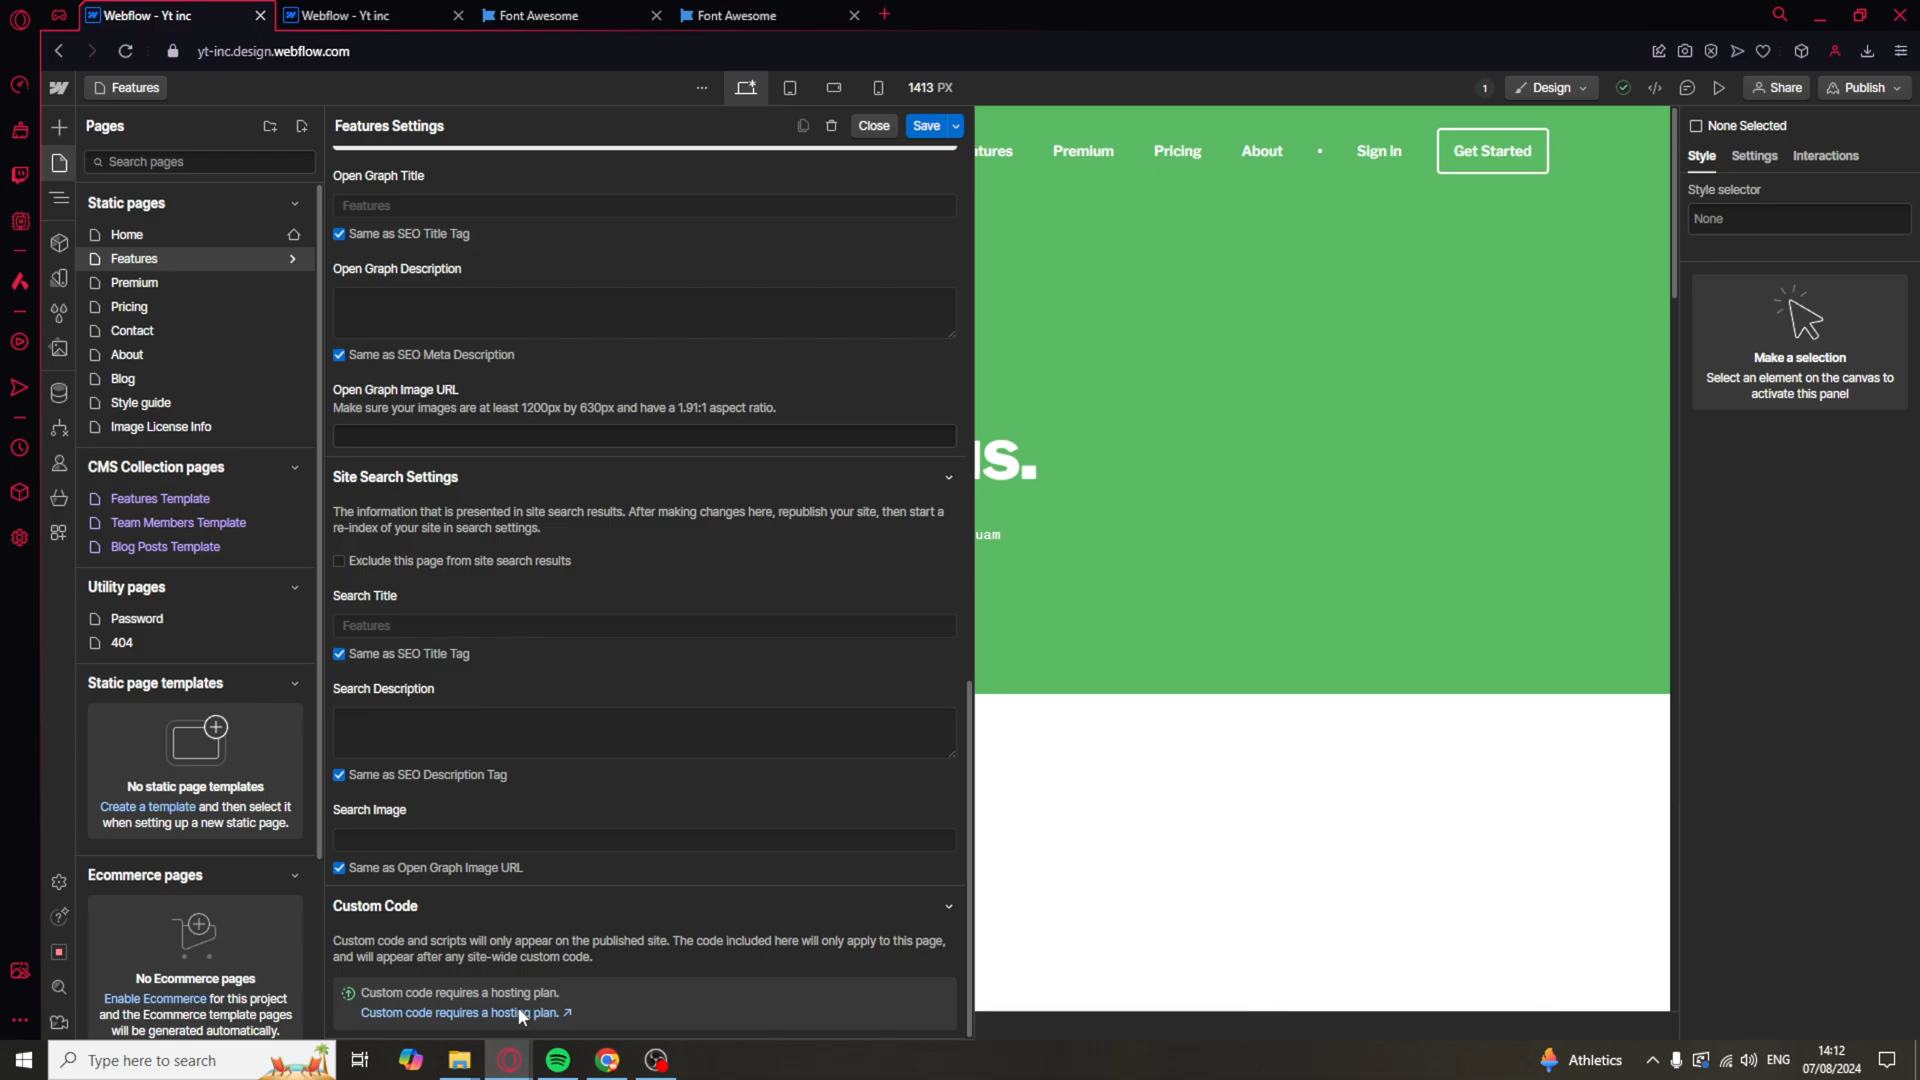 Webflow - Yt inc
Webflow - Yt inc
Font Awesome
Font Awesome
yt-inc.design.webflow.com
Features
1413 PX
1
Design
Share
Publish
Pages
Search pages
Static pages
Home
Features
Premium
Pricing
Contact
About
Blog
Style guide
Image License Info
CMS Collection pages
Features Template
Team Members Template
Blog Posts Template
Utility pages
Password
404
Static page templates
No static page templates
Create a template and then select it
when setting up a new static page.
Ecommerce pages
No Ecommerce pages
Enable Ecommerce for this project
and the Ecommerce template pages
will be generated automatically.
Features Settings
Close
Save
Open Graph Title
Features
Same as SEO Title Tag
Open Graph Description
Same as SEO Meta Description
Open Graph Image URL
Make sure your images are at least 1200px by 630px and have a 1.91:1 aspect ratio.
Site Search Settings
The information that is presented in site search results. After making changes here, republish your site, then start a
re-index of your site in search settings.
Exclude this page from site search results
Search Title
Features
Same as SEO Title Tag
Search Description
Same as SEO Description Tag
Search Image
Same as Open Graph Image URL
Custom Code
Custom code and scripts will only appear on the published site. The code included here will only apply to this page,
and will appear after any site-wide custom code.
Custom code requires a hosting plan.
Custom code requires a hosting plan.
tures
Premium
Pricing
About
•
Sign in
Get Started
s.
uam
None Selected
Style
Settings
Interactions
Style selector
None
Make a selection
Select an element on the canvas to
activate this panel
Type here to search
Athletics
ENG
14:12
07/08/2024